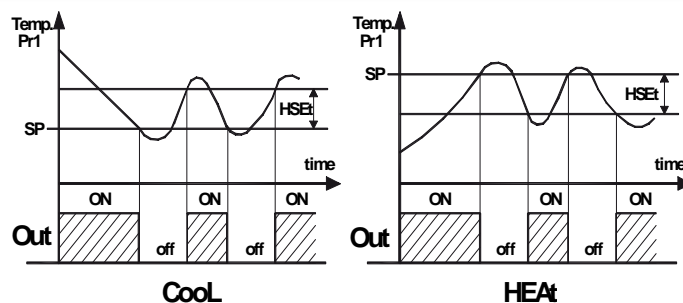 Temp.
Pr1
HSEt
SP
time
ON ON ON
Out
off off
CooL
Temp.
Pr1
SP
HSEt
time
ON ON ON
Out
off off
HEAt